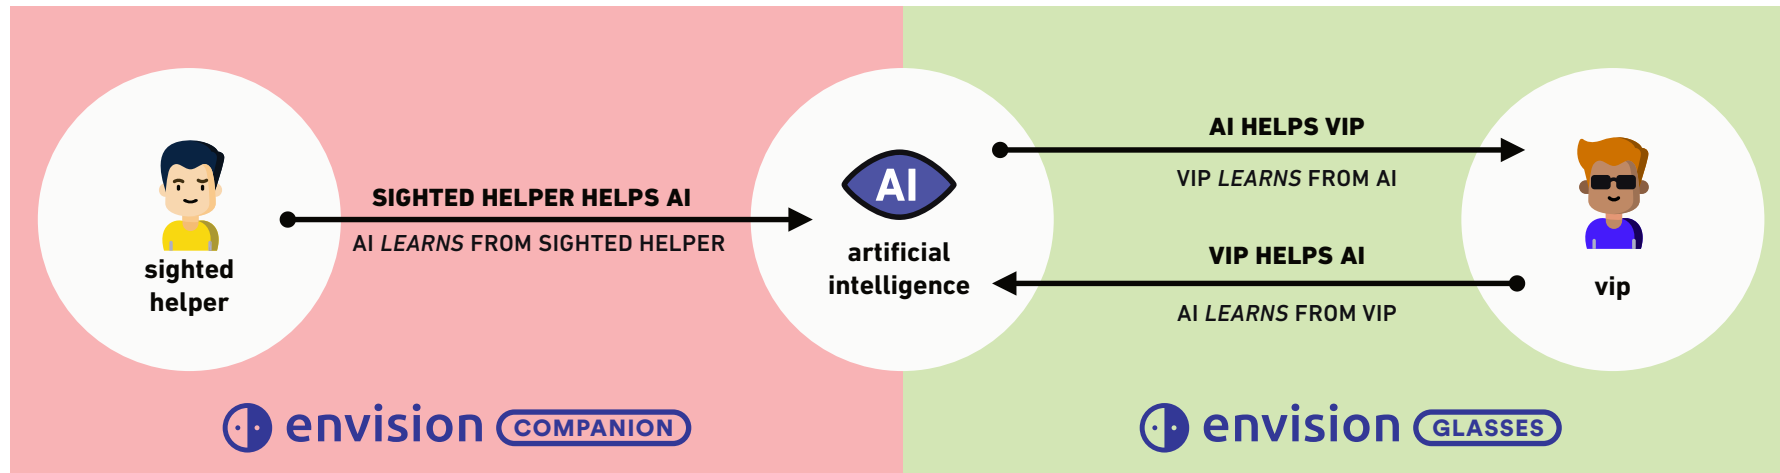 sighted
helper
SIGHTED HELPER HELPS AI
AI LEARNS FROM SIGHTED HELPER
AI
artificial
intelligence
AI HELPS VIP
VIP LEARNS FROM AI
VIP HELPS AI
AI LEARNS FROM VIP
vip
envision COMPANION
envision GLASSES